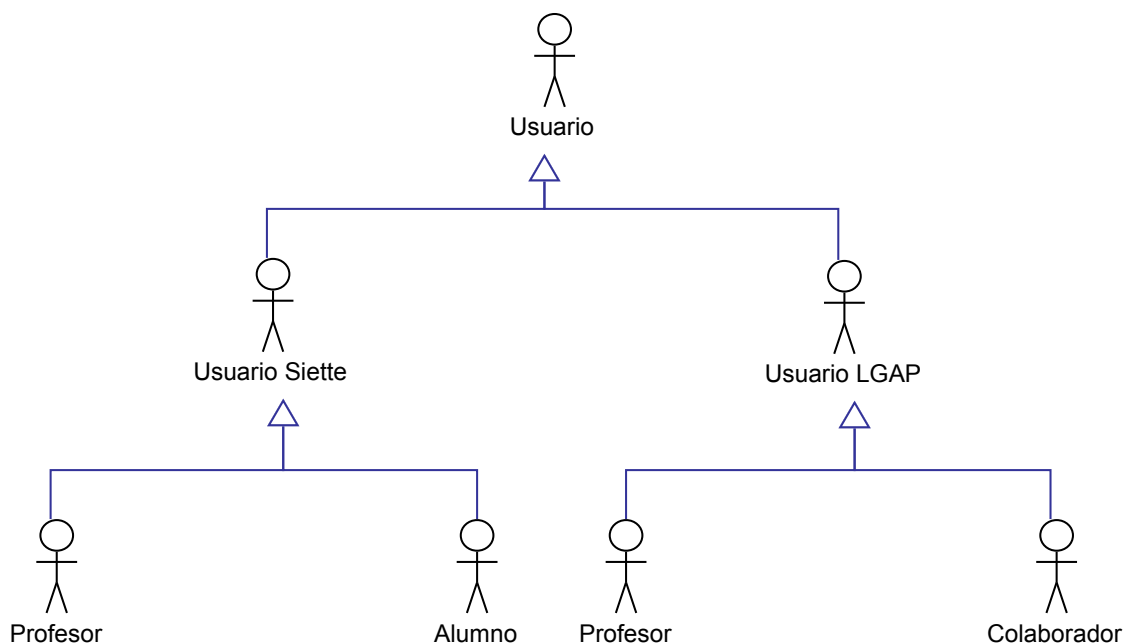 Usuario
Usuario Siette
Usuario LGAP
Profesor
Alumno
Profesor
Colaborador